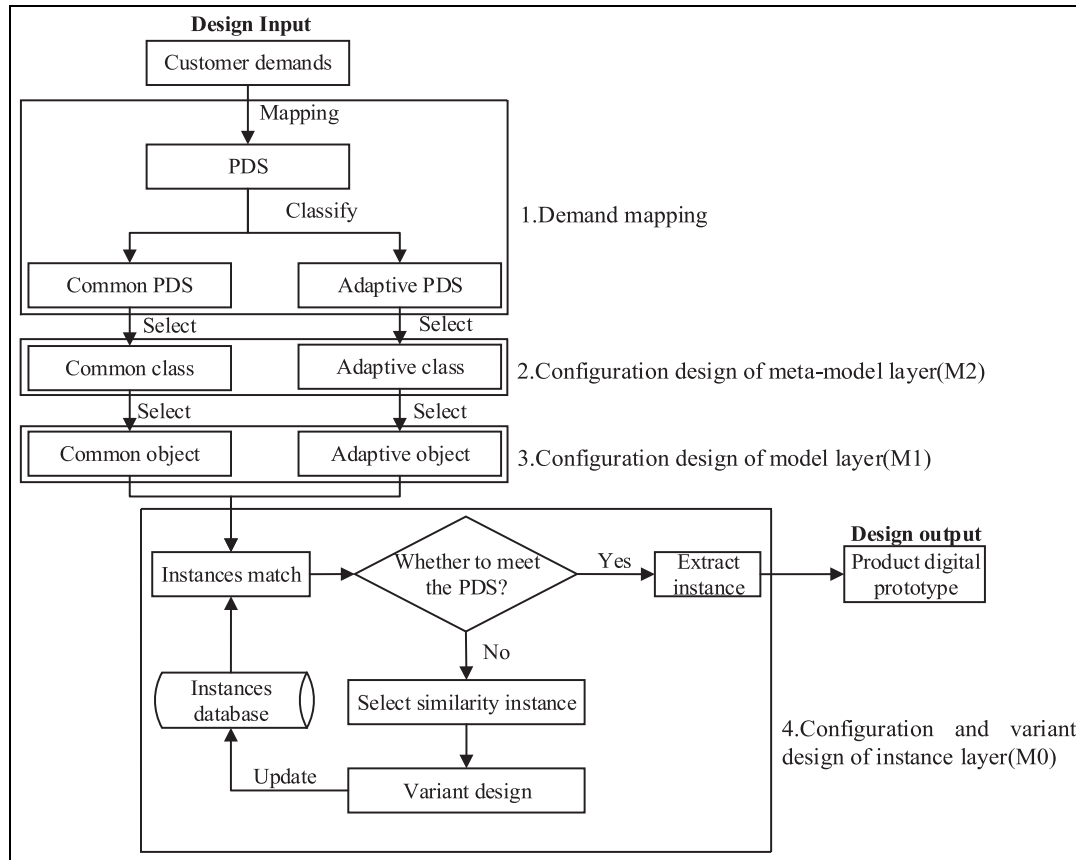 Design Input
Customer demands
Mapping
PDS
Classify
1.Demand mapping
Common PDS
Adaptive PDS
Select
Select
Common class
Adaptive class
2.Configuration design of meta-model layer(M2)
Select
Select
Common object
Adaptive object
3.Configuration design of model layer(M1)
Instances match
Whether to meet
the PDS?
Yes
Extract
instance
Design output
Product digital
prototype
No
Instances
database
Select similarity instance
Update
Variant design
4.Configuration and variant
design of instance layer(M0)